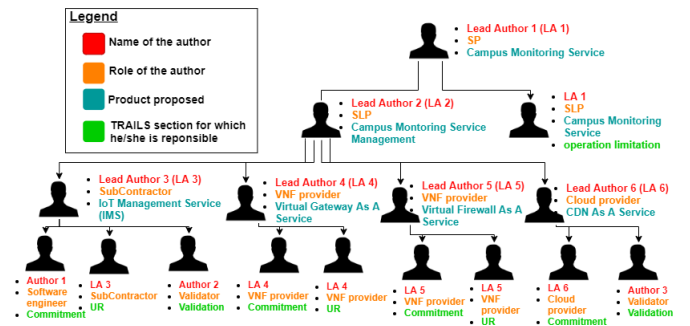 Legend
Name of the author
Role of the author
Product proposed
TRAILS section for which
he/she is reponsible
Lead Author 1 (LA 1)
SP
Campus Monitoring Service
Lead Author 2 (LA 2)
SLP
Campus Montoring Service
Management
LA 1
SLP
Campus Monitoring
Service
operation limitation
Lead Author 3 (LA 3)
SubContractor
IoT Management Service
(IMS)
Lead Author 4 (LA 4)
VNF provider
Virtual Gateway As A
Service
Lead Author 5 (LA 5)
VNF provider
Virtual Firewall As A
Service
Lead Author 6 (LA 6)
Cloud provider
CDN As A Service
Author 1
Software
engineer
Commitment
LA 3
SubContractor
UR
Author 2
Validator
Validation
LA 4
VNF provider
Commitment
LA 4
VNF provider
UR
LA 5
VNF provider
Commitment
LA 5
VNF
provider
UR
LA 6
Cloud
provider
Commitment
Author 3
Validator
Validation